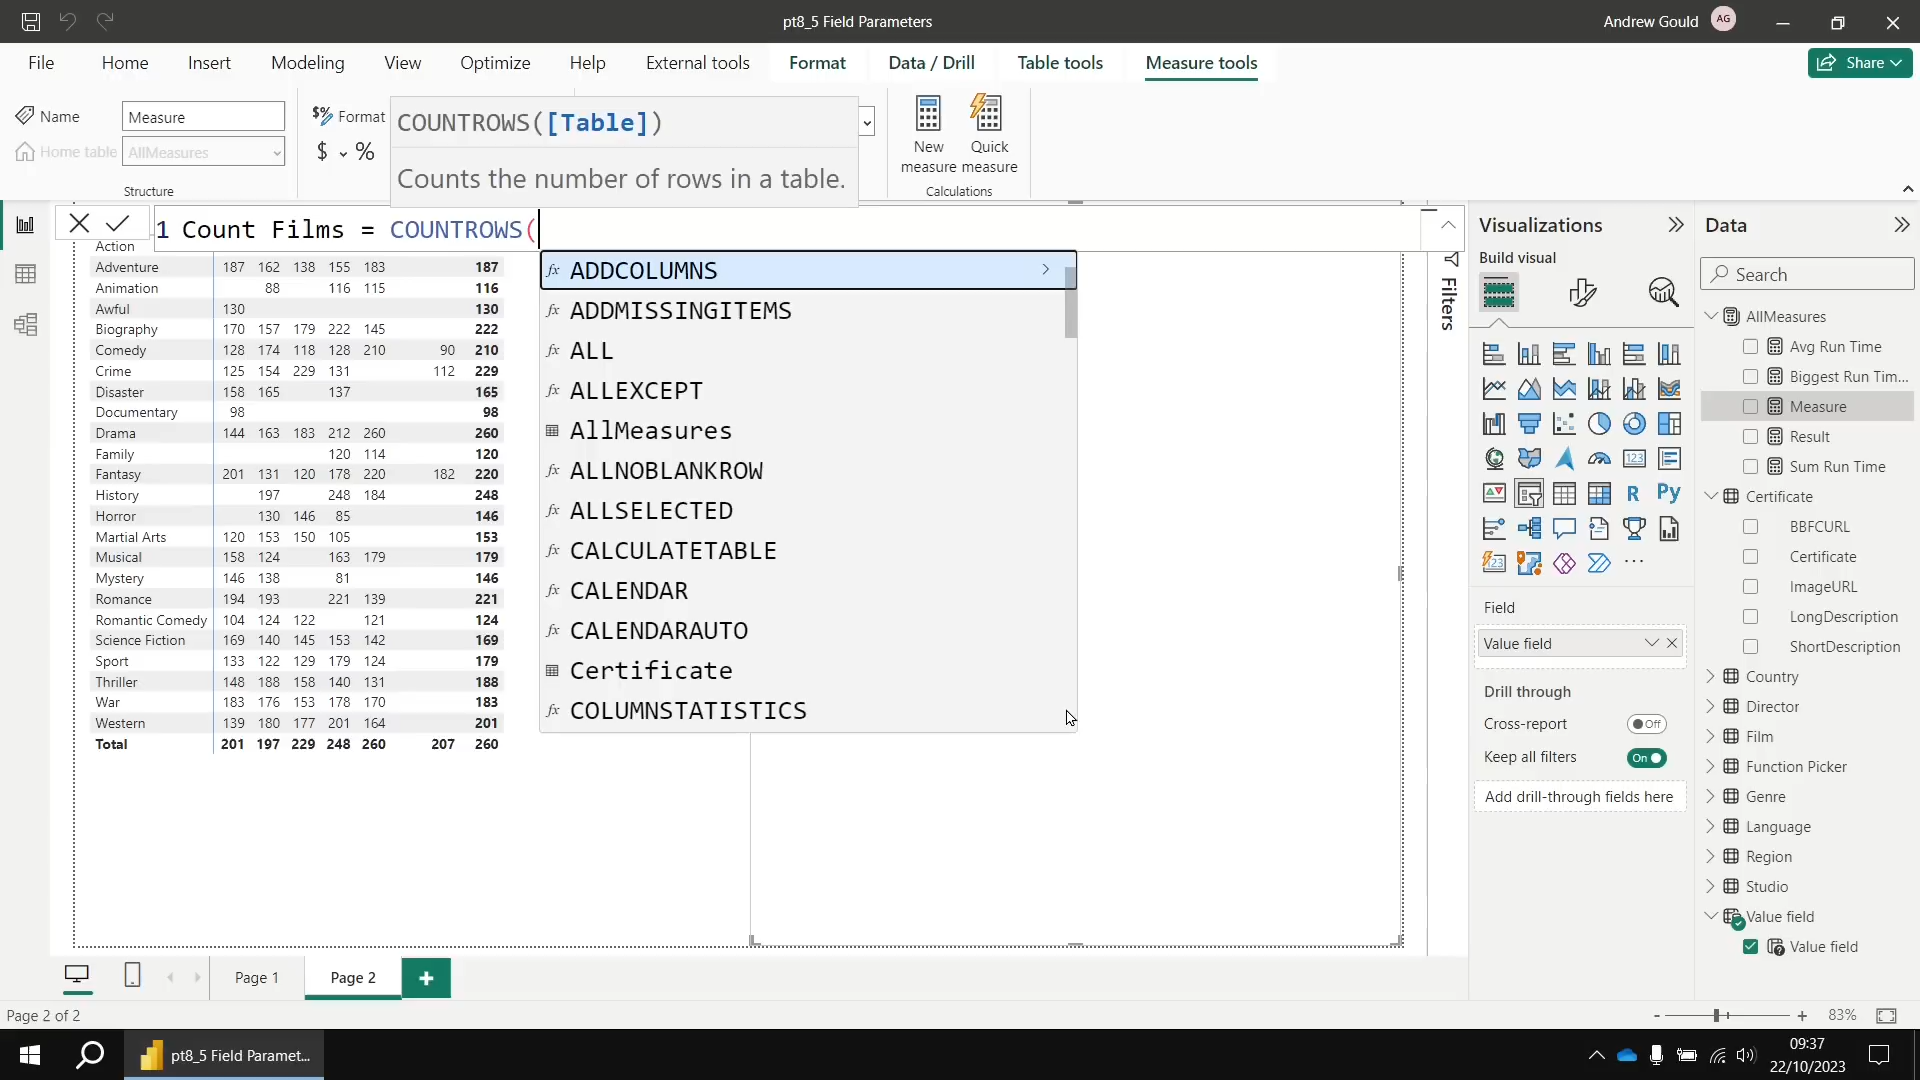 pt8_5 Field Parameters
Andrew Gould
AG
File Home Insert Modeling View Optimize Help External tools Format Data / Drill Table tools Measure tools
Share
Name Measure
Home table AllMeasures
Structure
$% Format
$ %
COUNTROWS([Table])
Counts the number of rows in a table.
New measure
Quick measure
Calculations
1 Count Films = COUNTROWS(
ADDCOLUMNS
ADDMISSINGITEMS
ALL
ALLEXCEPT
AllMeasures
ALLNOBLANKROW
ALLSELECTED
CALCULATETABLE
CALENDAR
CALENDARAUTO
Certificate
COLUMNSTATISTICS
Action
Adventure 187 162 138 155 183 187
Animation 88 116 115 116
Awful 130 130
Biography 170 157 179 222 145 222
Comedy 128 174 118 128 210 90 210
Crime 125 154 229 131 112 229
Disaster 158 165 137 165
Documentary 98 98
Drama 144 163 183 212 260 260
Family 120 114 120
Fantasy 201 131 120 178 220 182 220
History 197 248 184 248
Horror 130 146 85 146
Martial Arts 120 153 150 105 153
Musical 158 124 163 179 179
Mystery 146 138 81 146
Romance 194 193 221 139 221
Romantic Comedy 104 124 122 121 124
Science Fiction 169 140 145 153 142 169
Sport 133 122 129 179 124 179
Thriller 148 188 158 140 131 188
War 183 176 153 178 170 183
Western 139 180 177 201 164 201
Total 201 197 229 248 260 207 260
Filters
Visualizations
Build visual
123
R
Py
123
Field
Value field
Drill through
Cross-report Off
Keep all filters On
Add drill-through fields here
Data
Search
AllMeasures
Avg Run Time
Biggest Run Tim...
Measure
Result
Sum Run Time
Certificate
BBFCURL
Certificate
ImageURL
LongDescription
ShortDescription
Country
Director
Film
Function Picker
Genre
Language
Region
Studio
Value field
Value field
Page 1
Page 2
+
Page 2 of 2
- + 83%
pt8_5 Field Paramet...
09:37
22/10/2023